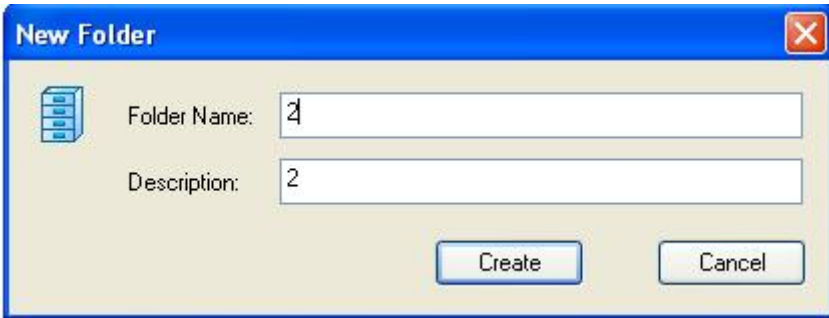 New Folder
Folder Name: 2
Description: 2
Create Cancel